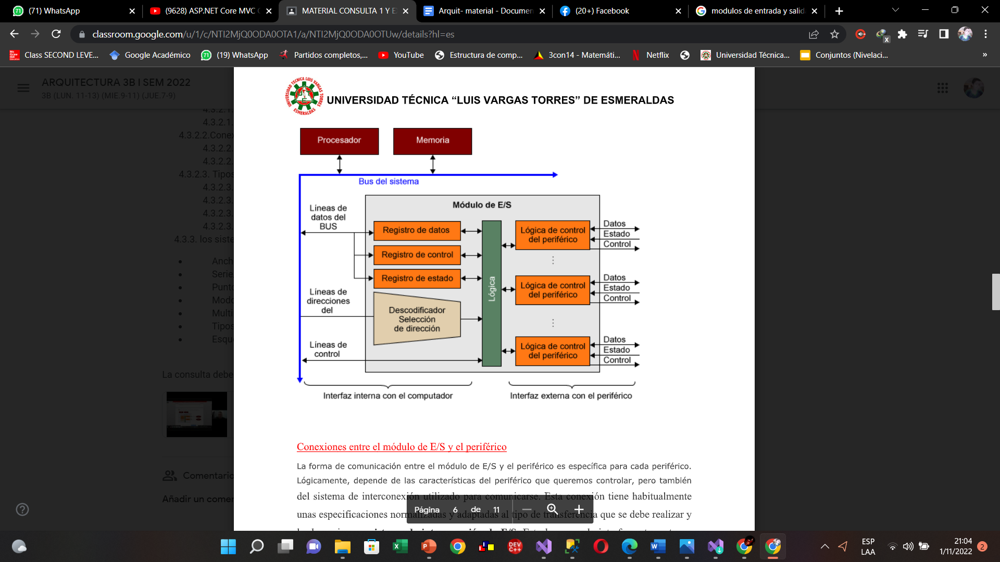 (71) WhatsApp
(9628) ASP.NET Core MVC
MATERIAL CONSULTA 1 Y E
Arquit- material - Documen
(20+) Facebook
modulos de entrada y salid
classroom.google.com/u/1/c/NTI2MjQ0ODA0OTA1/a/NTI2MjQ0ODA0OTUw/details?hl=es
Class SECOND LEVE...
Google Académico
(19) WhatsApp
Partidos completos,...
YouTube
Estructura de comp...
3con14 - Matemáti...
Netflix
Universidad Técnica...
Conjuntos (Nivelaci...
»
ARQUITECTURA 3B I SEM 2022
3B (LUN. 11-13) (MIE.9-11) (JUE.7-9)
4.3.2.1.
4.3.2.1.
4.3.2.2.Conex
4.3.2.2.
4.3.2.2.
4.3.2.3. Tipos
4.3.2.3.
4.3.2.3.
4.3.2.3.
4.3.2.3.
4.3.3. los siste
Anch
Serie
Punto
Modo
Multi
Tipos
Esqu
La consulta debe
Comentario
Añadir un comer
UNIVERSIDAD TECNICA LUIS VARGAS TORRES
ESMERALDAS
UNIVERSIDAD TÉCNICA “LUIS VARGAS TORRES” DE ESMERALDAS
Procesador
Memoria
Bus del sistema
Módulo de E/S
Líneas de
datos del
BUS
Registro de datos
Registro de control
Registro de estado
Líneas de
direcciones
del
Descodificador
Selección
de dirección
Líneas de
control
Lógica
Lógica de control
del periférico
Datos
Estado
Control
Lógica de control
del periférico
Datos
Estado
Control
Lógica de control
del periférico
Datos
Estado
Control
Interfaz interna con el computador
Interfaz externa con el periférico
Conexiones entre el módulo de E/S y el periférico
La forma de comunicación entre el módulo de E/S y el periférico es específica para cada periférico.
Lógicamente, depende de las características del periférico que queremos controlar, pero también
del sistema de interconexión utilizado para comunicarse. Esta conexión tiene habitualmente
unas especificaciones normalizadas y adaptadas al tipo de transferencia que se debe realizar y
Página 6 de 11
ESP
LAA
21:04
1/11/2022
2